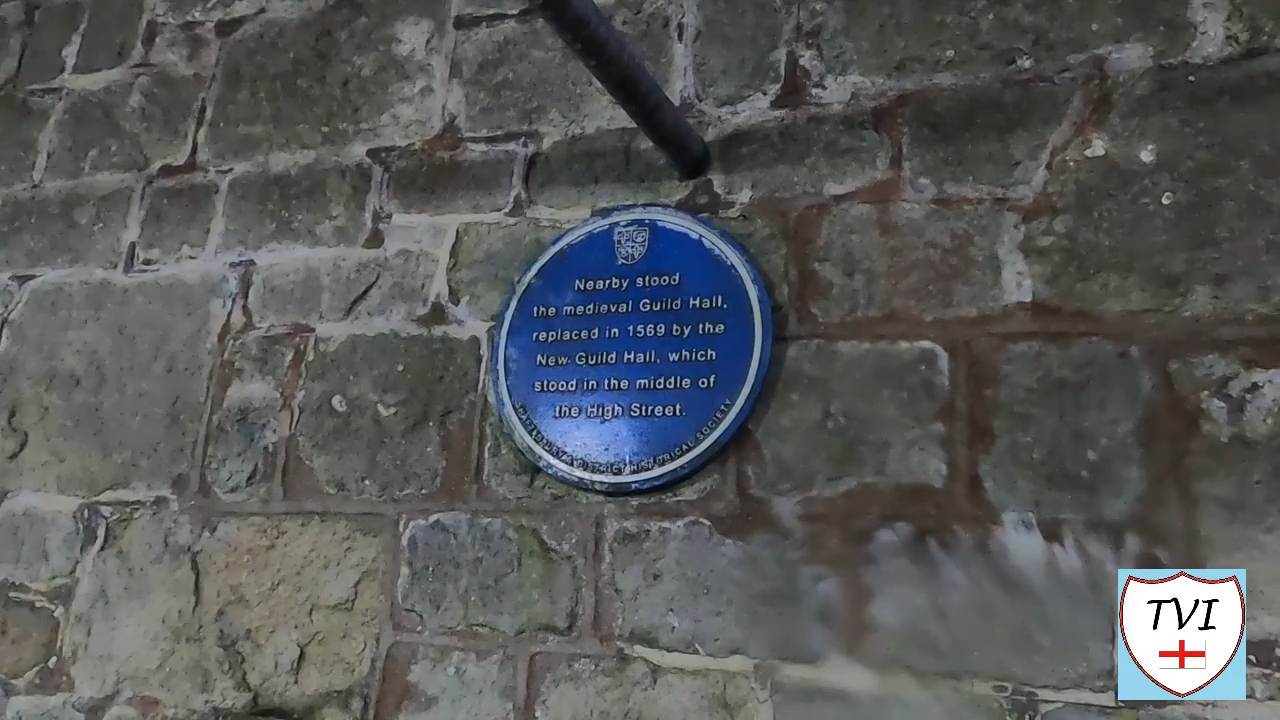 Nearby stood
the medieval Guild Hall,
replaced in 1569 by the
New Guild Hall, which
stood in the middle of
the High Street.
SHAFTESBURY & DISTRICT HISTORICAL SOCIETY
TVI